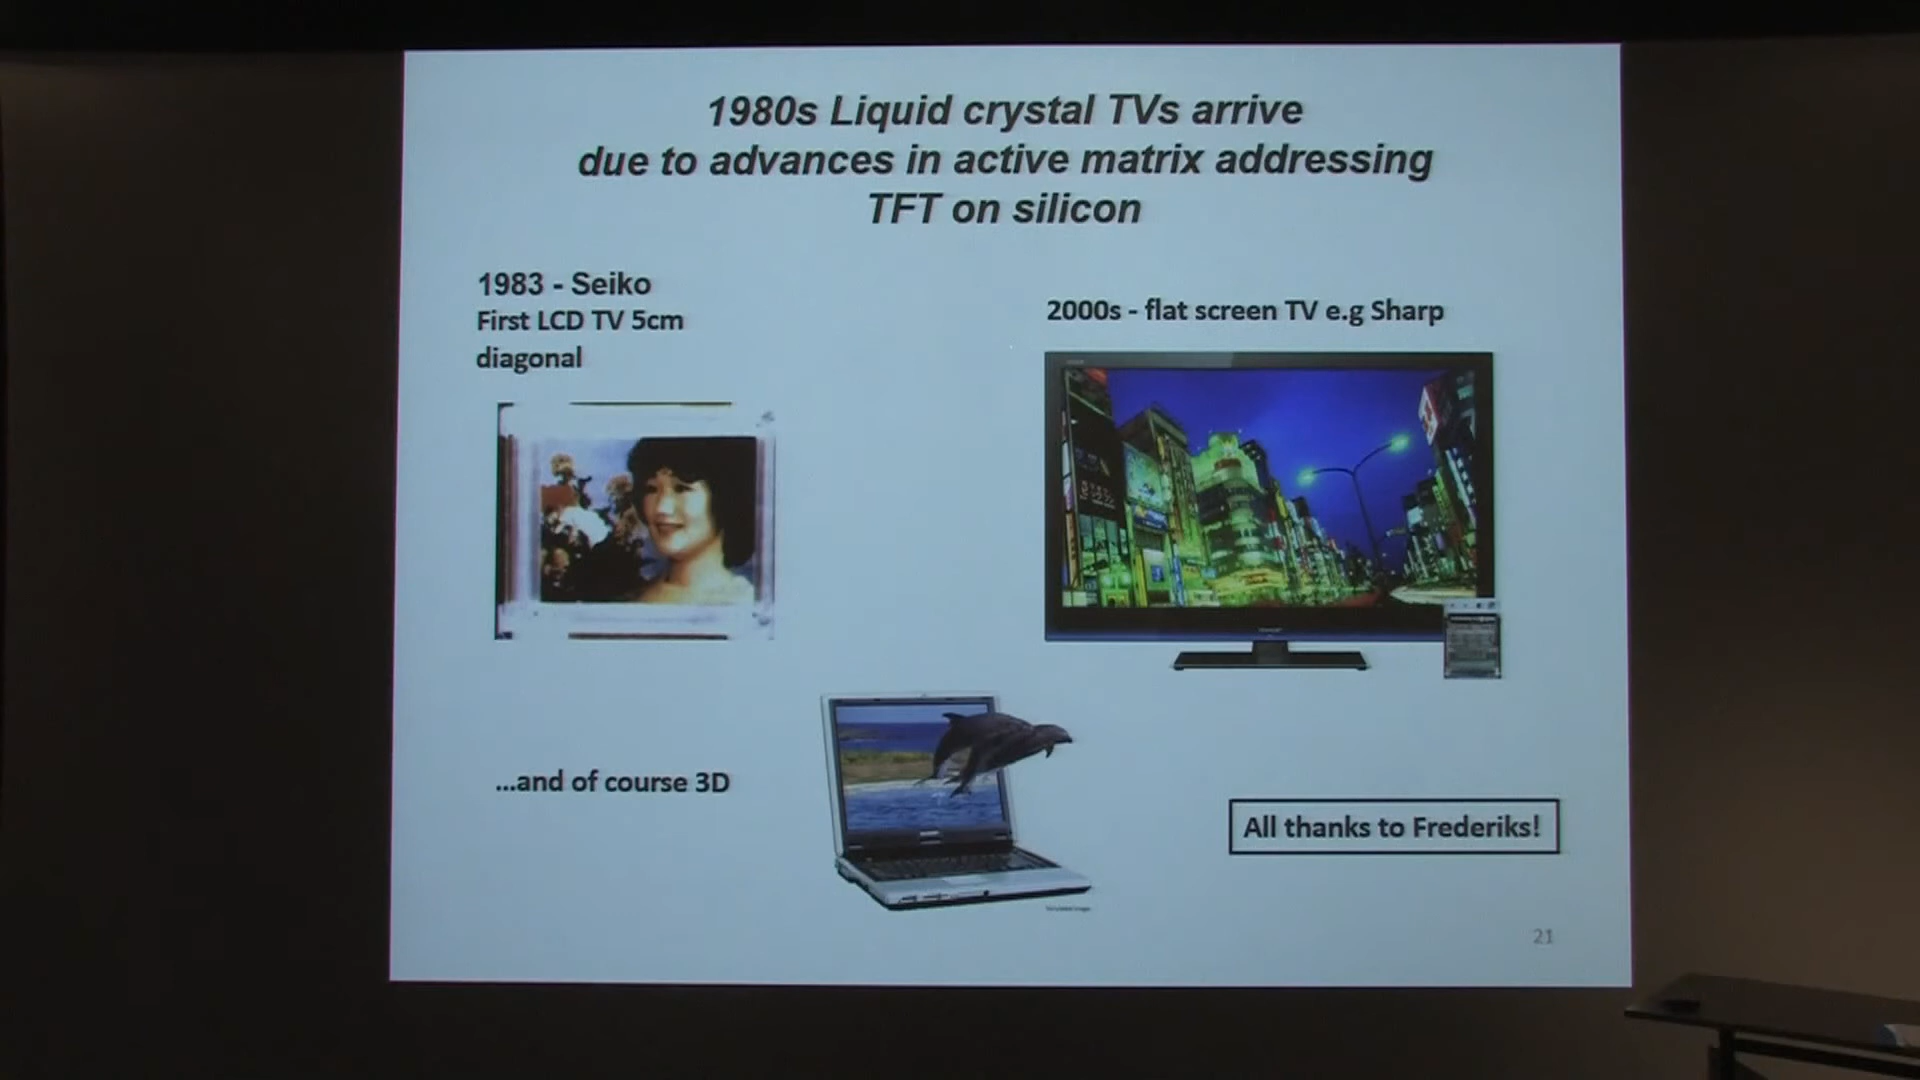 1980s Liquid crystal TVs arrive
due to advances in active matrix addressing
TFT on silicon
1983 - Seiko
First LCD TV 5cm
diagonal
2000s - flat screen TV e.g Sharp
...and of course 3D
All thanks to Frederiks!
21